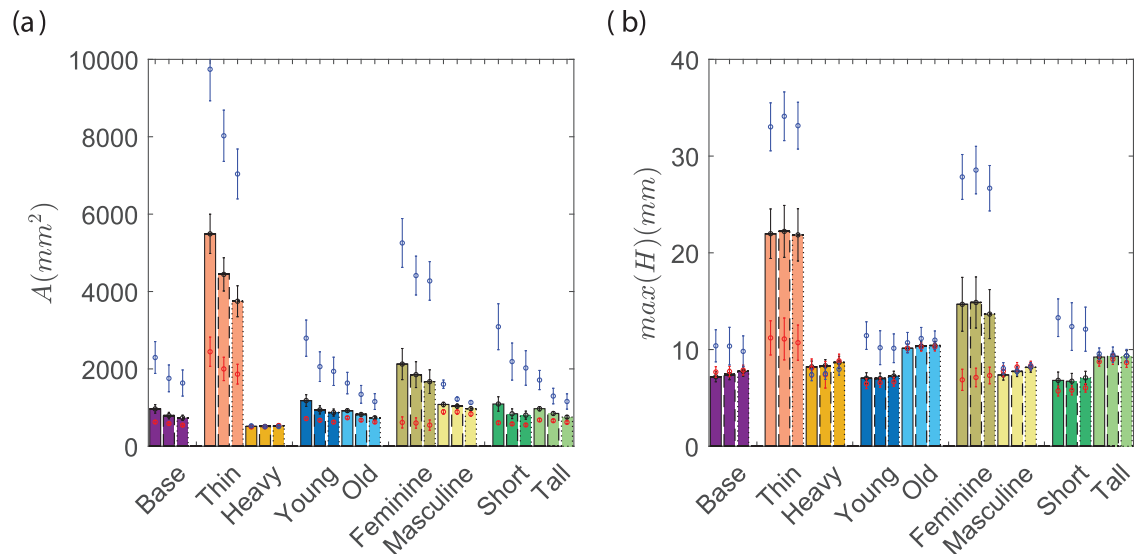 (a)
10000
8000
6000
4000
2000
0
A(mm²)
Base
Thin
Heavy
Young
Old
Feminine
Masculine
Short
Tall
( b)
40
30
20
10
0
max(H)(mm)
Base
Thin
Heavy
Young
Old
Feminine
Masculine
Short
Tall